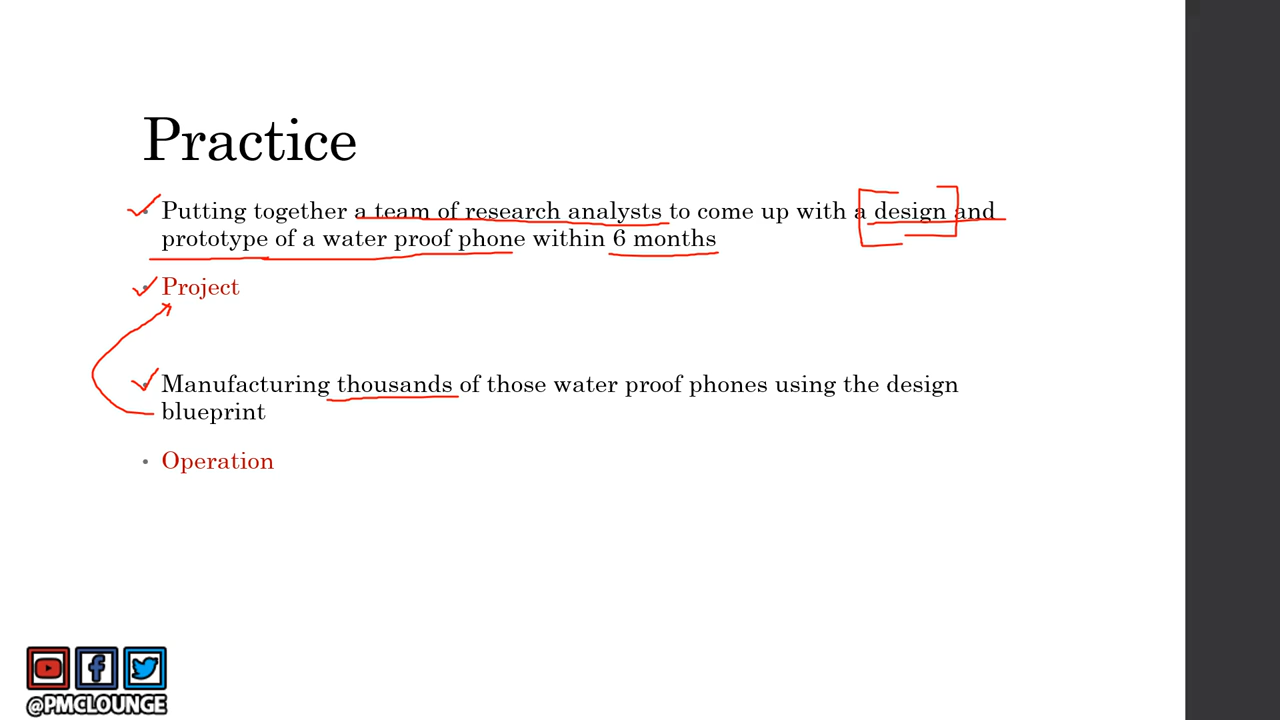 Practice
Putting together a team of research analysts to come up with a design and
prototype of a water proof phone within 6 months
Project
Manufacturing thousands of those water proof phones using the design
blueprint
Operation
@PMCLOUNGE